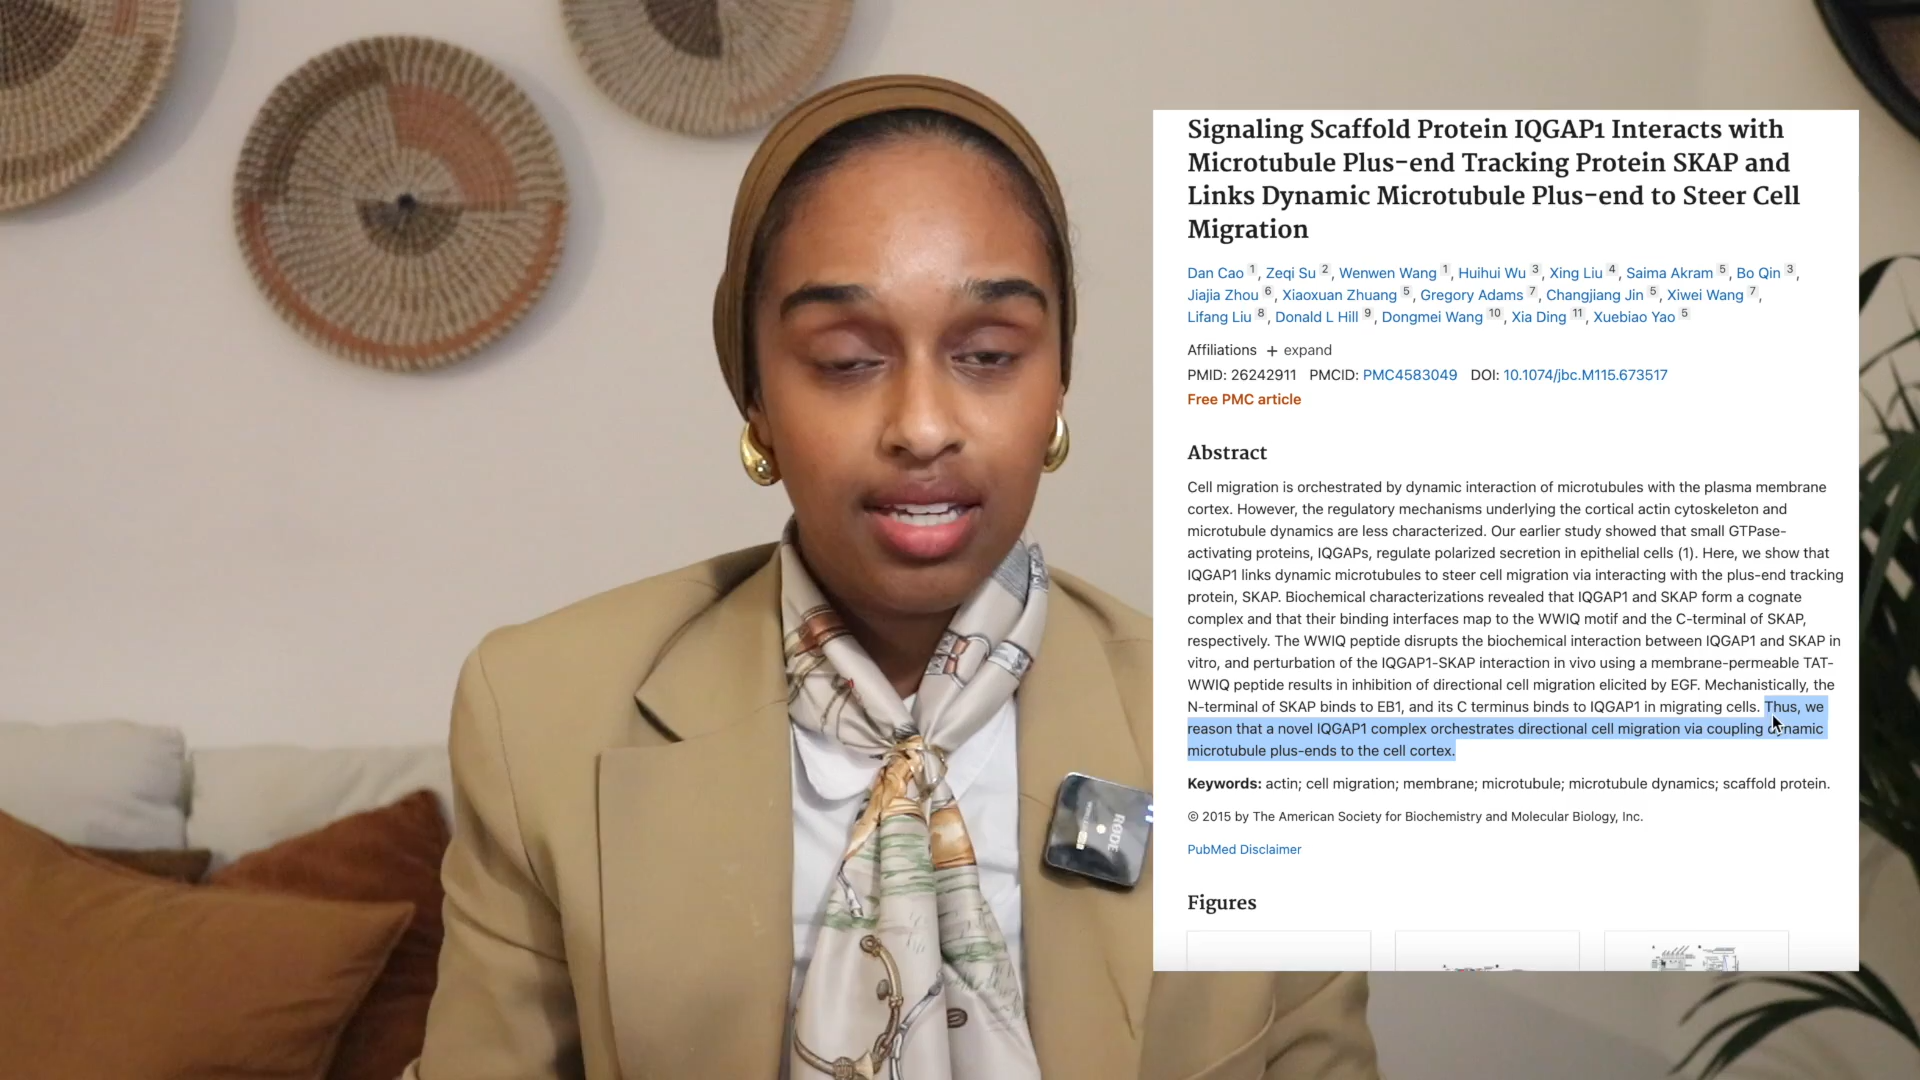 Signaling Scaffold Protein IQGAP1 Interacts with
Microtubule Plus-end Tracking Protein SKAP and
Links Dynamic Microtubule Plus-end to Steer Cell
Migration
Dan Cao 1, Zeqi Su 2, Wenwen Wang 1, Huihui Wu 3, Xing Liu 4, Saima Akram 5, Bo Qin 3,
Jiajia Zhou 6, Xiaoxuan Zhuang 5, Gregory Adams 7, Changjiang Jin 5, Xiwei Wang 7,
Lifang Liu 8, Donald L Hill 9, Dongmei Wang 10, Xia Ding 11, Xuebiao Yao 5
Affiliations + expand
PMID: 26242911 PMCID: PMC4583049 DOI: 10.1074/jbc.M115.673517
Free PMC article
Abstract
Cell migration is orchestrated by dynamic interaction of microtubules with the plasma membrane
cortex. However, the regulatory mechanisms underlying the cortical actin cytoskeleton and
microtubule dynamics are less characterized. Our earlier study showed that small GTPase-
activating proteins, IQGAPs, regulate polarized secretion in epithelial cells (1). Here, we show that
IQGAP1 links dynamic microtubules to steer cell migration via interacting with the plus-end tracking
protein, SKAP. Biochemical characterizations revealed that IQGAP1 and SKAP form a cognate
complex and that their binding interfaces map to the WWIQ motif and the C-terminal of SKAP,
respectively. The WWIQ peptide disrupts the biochemical interaction between IQGAP1 and SKAP in
vitro, and perturbation of the IQGAP1-SKAP interaction in vivo using a membrane-permeable TAT-
WWIQ peptide results in inhibition of directional cell migration elicited by EGF. Mechanistically, the
N-terminal of SKAP binds to EB1, and its C terminus binds to IQGAP1 in migrating cells. Thus, we
reason that a novel IQGAP1 complex orchestrates directional cell migration via coupling dynamic
microtubule plus-ends to the cell cortex.
Keywords: actin; cell migration; membrane; microtubule; microtubule dynamics; scaffold protein.
© 2015 by The American Society for Biochemistry and Molecular Biology, Inc.
PubMed Disclaimer
Figures
RØDE